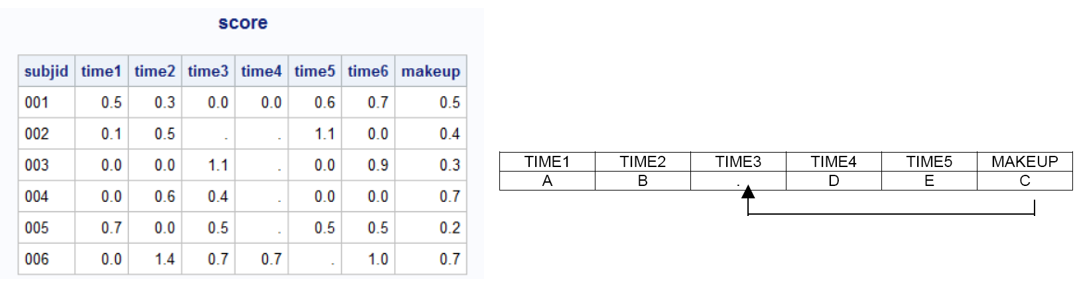 score
subjid time1 time2 time3 time4 time5 time6 makeup
001 0.5 0.3 0.0 0.0 0.6 0.7 0.5
002 0.1 0.5 . . 1.1 0.0 0.4
003 0.0 0.0 1.1 . 0.0 0.9 0.3
004 0.0 0.6 0.4 . 0.0 0.0 0.7
005 0.7 0.0 0.5 . 0.5 0.5 0.2
006 0.0 1.4 0.7 0.7 . 1.0 0.7
TIME1 TIME2 TIME3 TIME4 TIME5 MAKEUP
A B . D E C